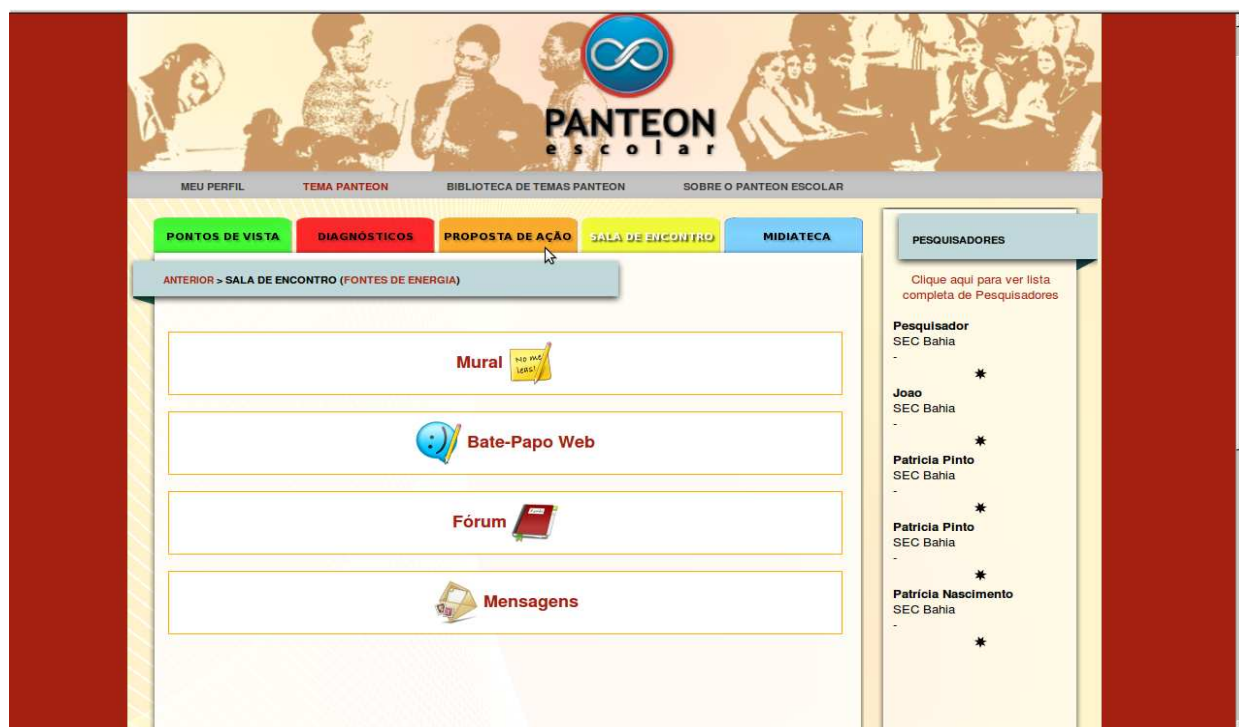 PANTEON
escolar
MEU PERFIL TEMA PANTEON BIBLIOTECA DE TEMAS PANTEON SOBRE O PANTEON ESCOLAR
PONTOS DE VISTA DIAGNÓSTICOS PROPOSTA DE AÇÃO SALA DE ENCONTRO MIDIATECA
ANTERIOR > SALA DE ENCONTRO (FONTES DE ENERGIA)
Mural
No me
leas!
Bate-Papo Web
Fórum
Mensagens
PESQUISADORES
Clique aqui para ver lista
completa de Pesquisadores
Pesquisador
SEC Bahia
-
Joao
SEC Bahia
-
Patricia Pinto
SEC Bahia
-
Patricia Pinto
SEC Bahia
-
Patrícia Nascimento
SEC Bahia
-